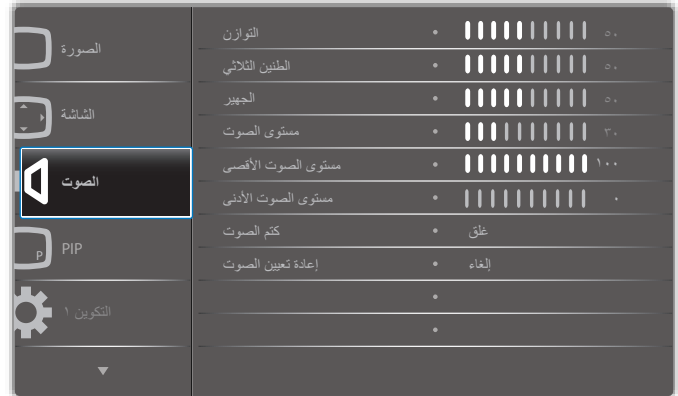 الصورة
الشاشة
الصوت
PIP
P
التكوين ١
التوازن • ٥٠
الطنين الثلاثي • ٥٠
الجهير • ٥٠
مستوى الصوت • ٣٠
مستوى الصوت الأقصى • ١٠٠
مستوى الصوت الأدنى • ٠
كتم الصوت • غلق
إعادة تعيين الصوت • إلغاء